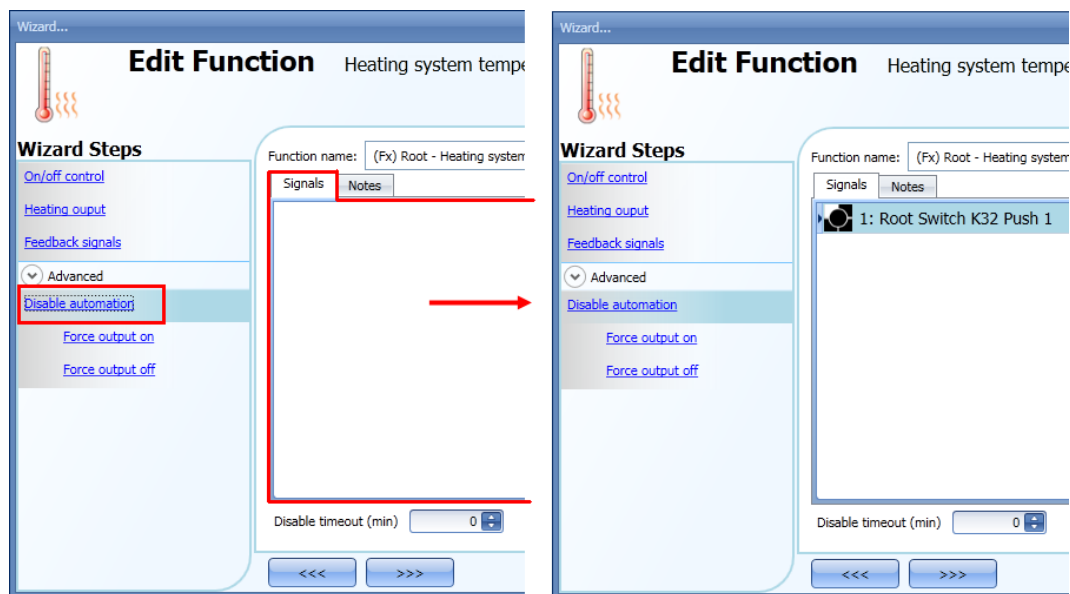 Wizard...
Edit Function Heating system tempe
Wizard Steps
On/off control
Heating ouput
Feedback signals
Advanced
Disable automation
Force output on
Force output off
Function name: (Fx) Root - Heating system
Signals Notes
Disable timeout (min) 0
<<< >>>
Wizard...
Edit Function Heating system tempe
Wizard Steps
On/off control
Heating ouput
Feedback signals
Advanced
Disable automation
Force output on
Force output off
Function name: (Fx) Root - Heating system
Signals Notes
1: Root Switch K32 Push 1
Disable timeout (min) 0
<<< >>>